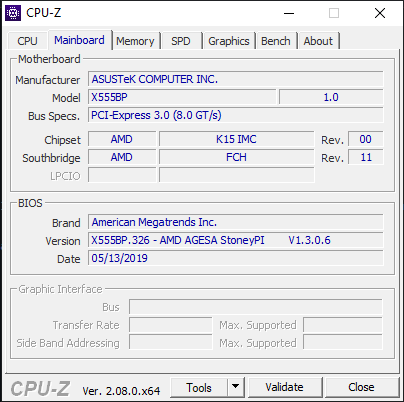 CPU-Z
CPU Mainboard Memory SPD Graphics Bench About
Motherboard
Manufacturer ASUSTeK COMPUTER INC.
Model X555BP 1.0
Bus Specs. PCI-Express 3.0 (8.0 GT/s)
Chipset AMD K15 IMC Rev. 00
Southbridge AMD FCH Rev. 11
LPCIO
BIOS
Brand American Megatrends Inc.
Version X555BP.326 - AMD AGESA StoneyPI V1.3.0.6
Date 05/13/2019
Graphic Interface
Bus
Transfer Rate Max. Supported
Side Band Addressing Max. Supported
CPU-Z Ver. 2.08.0.x64 Tools Validate Close